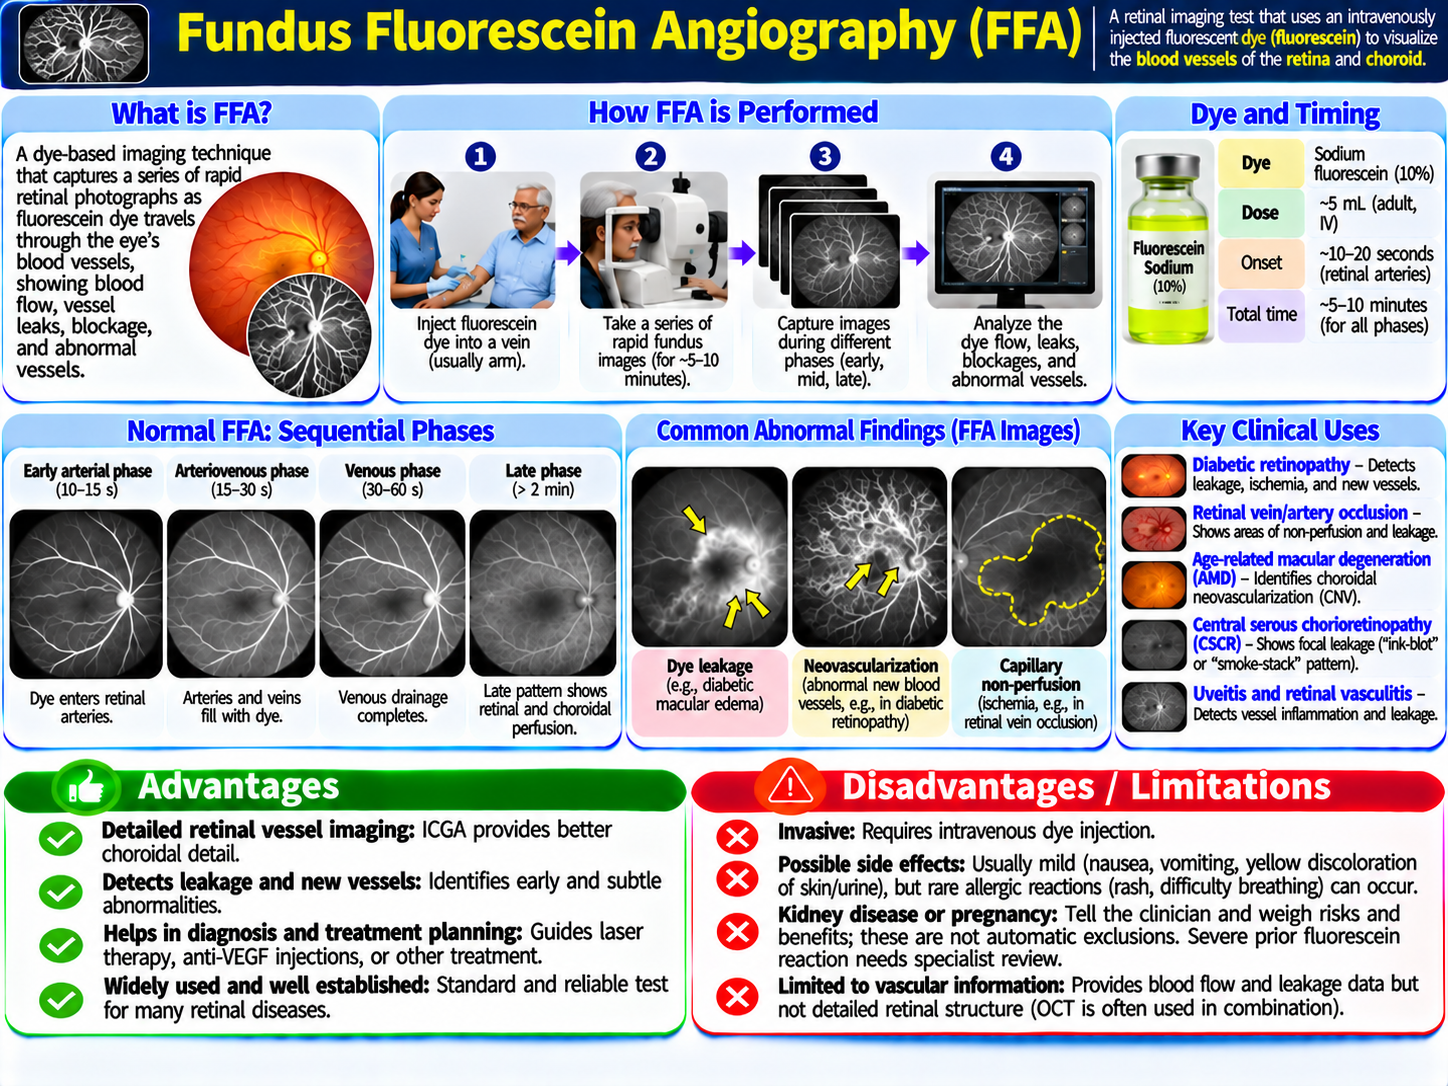 Fundus Fluorescein Angiography (FFA)
A retinal imaging test that uses an intravenously
injected fluorescent dye (fluorescein) to visualize
the blood vessels of the retina and choroid.
What is FFA?
A dye-based imaging technique
that captures a series of rapid
retinal photographs as
fluorescein dye travels
through the eye's
blood vessels,
showing blood
flow, vessel
leaks, blockage,
and abnormal
vessels.
How FFA is Performed
1
Inject fluorescein
dye into a vein
(usually arm).
2
Take a series of
rapid fundus
images (for ~5–10
minutes).
3
Capture images
during different
phases (early,
mid, late).
4
Analyze the
dye flow, leaks,
blockages, and
abnormal vessels.
Dye and Timing
Fluorescein
Sodium
(10%)
Dye
Sodium
fluorescein (10%)
Dose
~5 mL (adult,
IV)
Onset
~10–20 seconds
(retinal arteries)
Total time
~5–10 minutes
(for all phases)
Normal FFA: Sequential Phases
Early arterial phase
(10–15 s)
Dye enters retinal
arteries.
Arteriovenous phase
(15–30 s)
Arteries and veins
fill with dye.
Venous phase
(30–60 s)
Venous drainage
completes.
Late phase
(> 2 min)
Late pattern shows
retinal and choroidal
perfusion.
Common Abnormal Findings (FFA Images)
Dye leakage
(e.g., diabetic
macular edema)
Neovascularization
(abnormal new blood
vessels, e.g., in diabetic
retinopathy)
Capillary
non-perfusion
(ischemia, e.g., in
retinal vein occlusion)
Key Clinical Uses
Diabetic retinopathy – Detects
leakage, ischemia, and new vessels.
Retinal vein/artery occlusion –
Shows areas of non-perfusion and leakage.
Age-related macular degeneration
(AMD) – Identifies choroidal
neovascularization (CNV).
Central serous chorioretinopathy
(CSCR) – Shows focal leakage ("ink-blot"
or "smoke-stack" pattern).
Uveitis and retinal vasculitis –
Detects vessel inflammation and leakage.
Advantages
Detailed retinal vessel imaging: ICGA provides better
choroidal detail.
Detects leakage and new vessels: Identifies early and subtle
abnormalities.
Helps in diagnosis and treatment planning: Guides laser
therapy, anti-VEGF injections, or other treatment.
Widely used and well established: Standard and reliable test
for many retinal diseases.
Disadvantages / Limitations
Invasive: Requires intravenous dye injection.
Possible side effects: Usually mild (nausea, vomiting, yellow discoloration
of skin/urine), but rare allergic reactions (rash, difficulty breathing) can occur.
Kidney disease or pregnancy: Tell the clinician and weigh risks and
benefits; these are not automatic exclusions. Severe prior fluorescein
reaction needs specialist review.
Limited to vascular information: Provides blood flow and leakage data but
not detailed retinal structure (OCT is often used in combination).